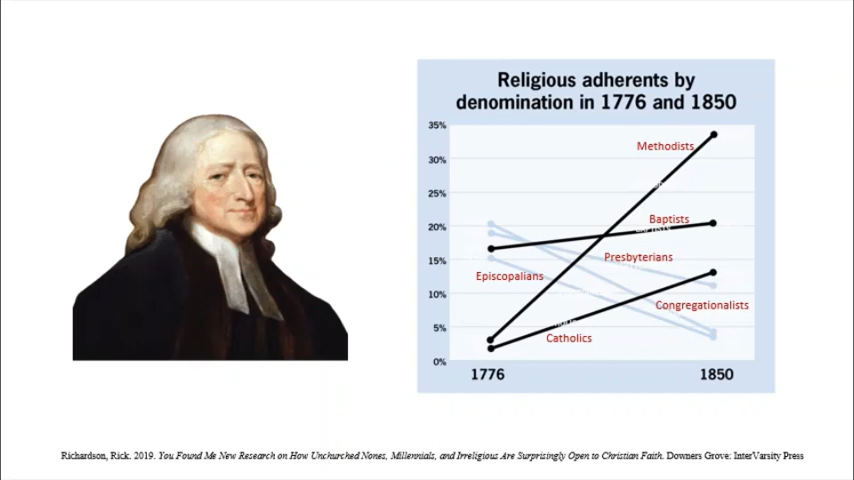 Religious adherents by
denomination in 1776 and 1850
35%
Methodists
30%
25%
Baptists
20%
Presbyterians
15%
Episcopalians
10%
Congregationalists
5%
Catholics
0%
1776
1850
Richardson, Rick. 2019. You Found Me New Research on How Unchurched Nones, Millennials, and Irreligious Are Surprisingly Open to Christian Faith. Downers Grove: InterVarsity Press